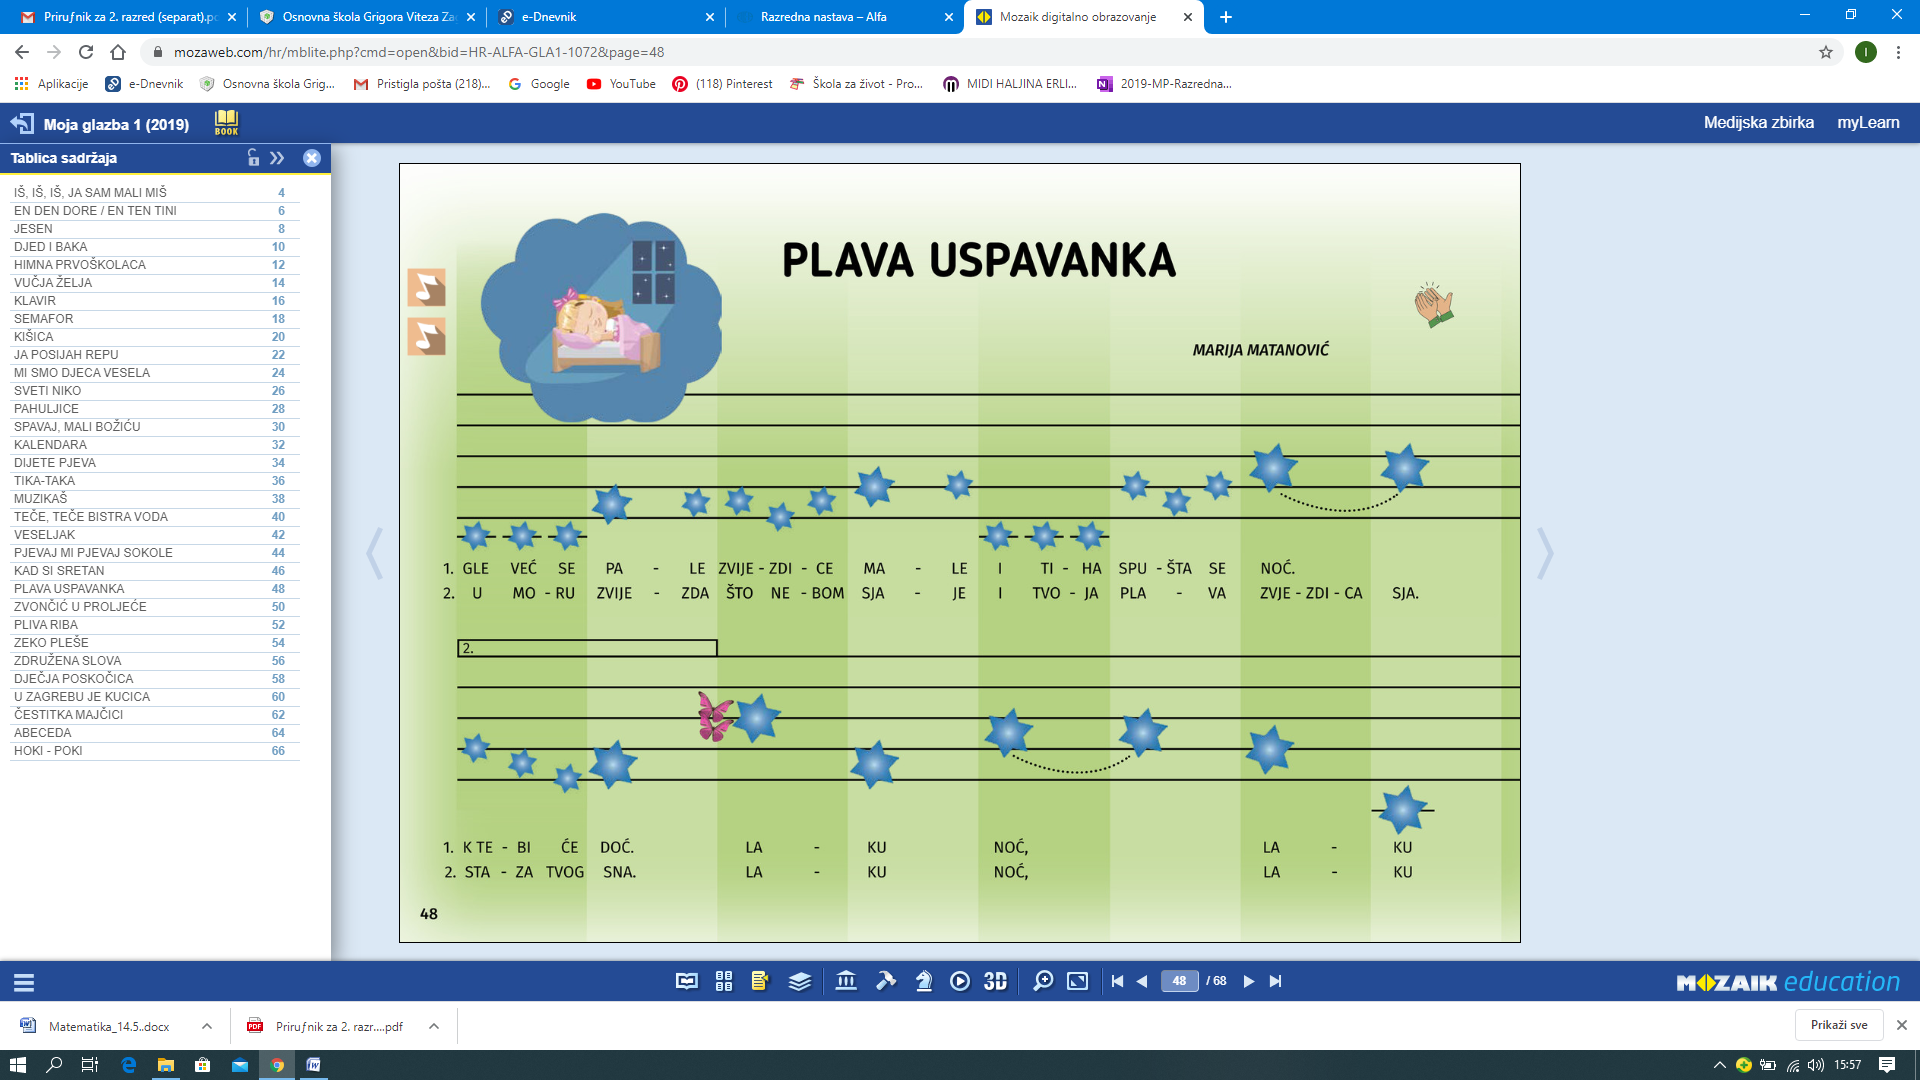 Priruƒnik za 2. razred (separat).pd
Osnovna škola Grigora Viteza Zag
e-Dnevnik
Razredna nastava – Alfa
Mozaik digitalno obrazovanje
mozaweb.com/hr/mblite.php?cmd=open&bid=HR-ALFA-GLA1-1072&page=48
I
Aplikacije
e-Dnevnik
Osnovna škola Grig...
Pristigla pošta (218)...
Google
YouTube
(118) Pinterest
Škola za život - Pro...
MIDI HALJINA ERLI...
2019-MP-Razredna...
Moja glazba 1 (2019)
BOOK
Medijska zbirka
myLearn
Tablica sadržaja
IŠ, IŠ, IŠ, JA SAM MALI MIŠ 4
EN DEN DORE / EN TEN TINI 6
JESEN 8
DJED I BAKA 10
HIMNA PRVOŠKOLACA 12
VUČJA ŽELJA 14
KLAVIR 16
SEMAFOR 18
KIŠICA 20
JA POSIJAH REPU 22
MI SMO DJECA VESELA 24
SVETI NIKO 26
PAHULJICE 28
SPAVAJ, MALI BOŽIĆU 30
KALENDARA 32
DIJETE PJEVA 34
TIKA-TAKA 36
MUZIKAŠ 38
TEČE, TEČE BISTRA VODA 40
VESELJAK 42
PJEVAJ MI PJEVAJ SOKOLE 44
KAD SI SRETAN 46
PLAVA USPAVANKA 48
ZVONČIĆ U PROLJEĆE 50
PLIVA RIBA 52
ZEKO PLEŠE 54
ZDRUŽENA SLOVA 56
DJEČJA POSKOČICA 58
U ZAGREBU JE KUCICA 60
ČESTITKA MAJČICI 62
ABECEDA 64
HOKI - POKI 66
PLAVA USPAVANKA
MARIJA MATANOVIĆ
1. GLE VEĆ SE PA - LE ZVIJE - ZDI - CE MA - LE I TI - HA SPU - ŠTA SE NOĆ.
2. U MO - RU ZVIJE - ZDA ŠTO NE - BOM SJA - JE I TVO - JA PLA - VA ZVJE - ZDI - CA SJA.
2.
1. K TE - BI ĆE DOĆ. LA - KU NOĆ, LA - KU
2. STA - ZA TVOG SNA. LA - KU NOĆ, LA - KU
48
3D
48 / 68
MOZAIK education
Matematika_14.5..docx
Priruƒnik za 2. razr....pdf
Prikaži sve
15:57